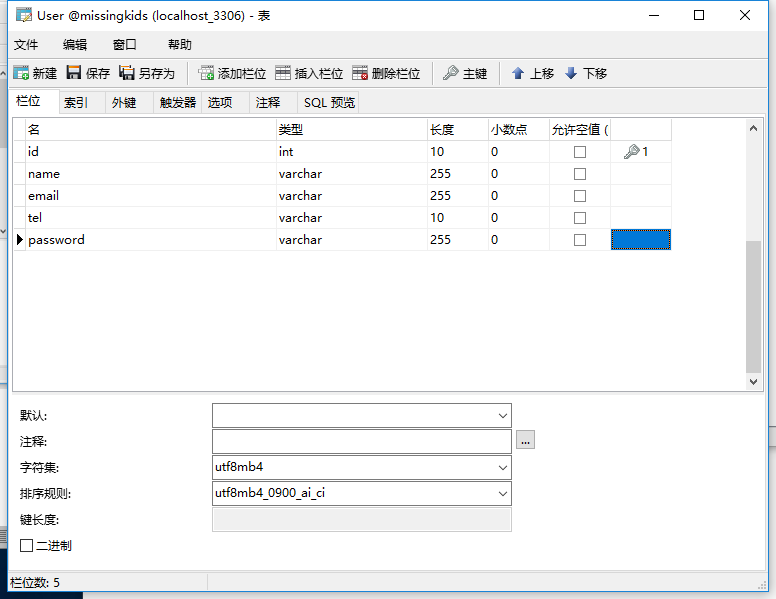 User @missingkids (localhost_3306) - 表
文件 编辑 窗口 帮助
新建 保存 另存为 添加栏位 插入栏位 删除栏位 主键 上移 下移
栏位 索引 外键 触发器 选项 注释 SQL 预览
名 类型 长度 小数点 允许空值 (
id int 10 0 1
name varchar 255 0
email varchar 255 0
tel varchar 10 0
password varchar 255 0
默认:
注释: ...
字符集: utf8mb4
排序规则: utf8mb4_0900_ai_ci
键长度:
二进制
栏位数: 5